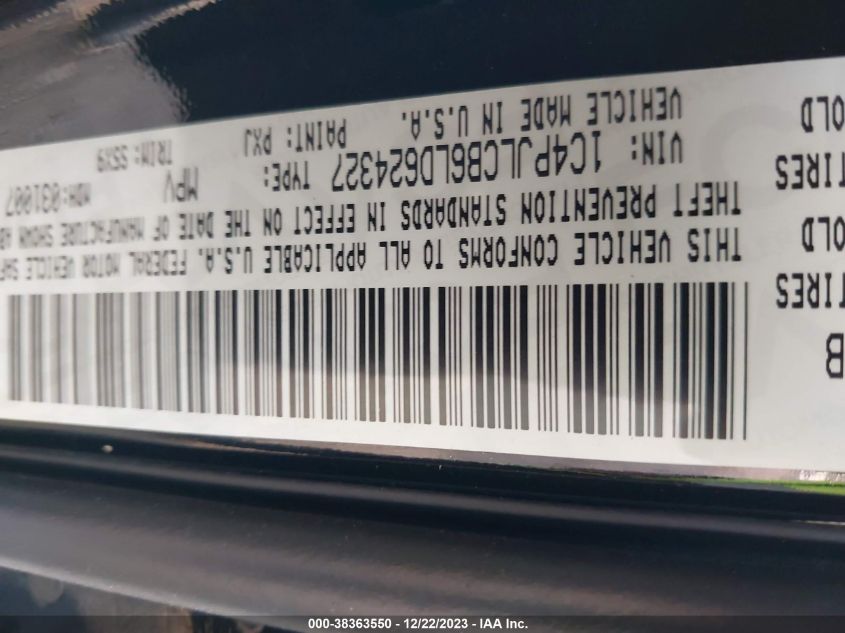 B
TIRES
OLD
TIRES
OLD
THIS VEHICLE CONFORMS TO ALL APPLICABLE U.S.A. FEDERAL MOTOR VEHICLE SAF
THEFT PREVENTION STANDARDS IN EFFECT ON THE DATE OF MANUFACTURE SHOWN AB
VIN: 1C4PJLCB6LD624327 TYPE: MPV MDH:031007
VEHICLE MADE IN U.S.A. PAINT: PXJ TRIM: S5X9
000-38363550 - 12/22/2023 - IAA Inc.